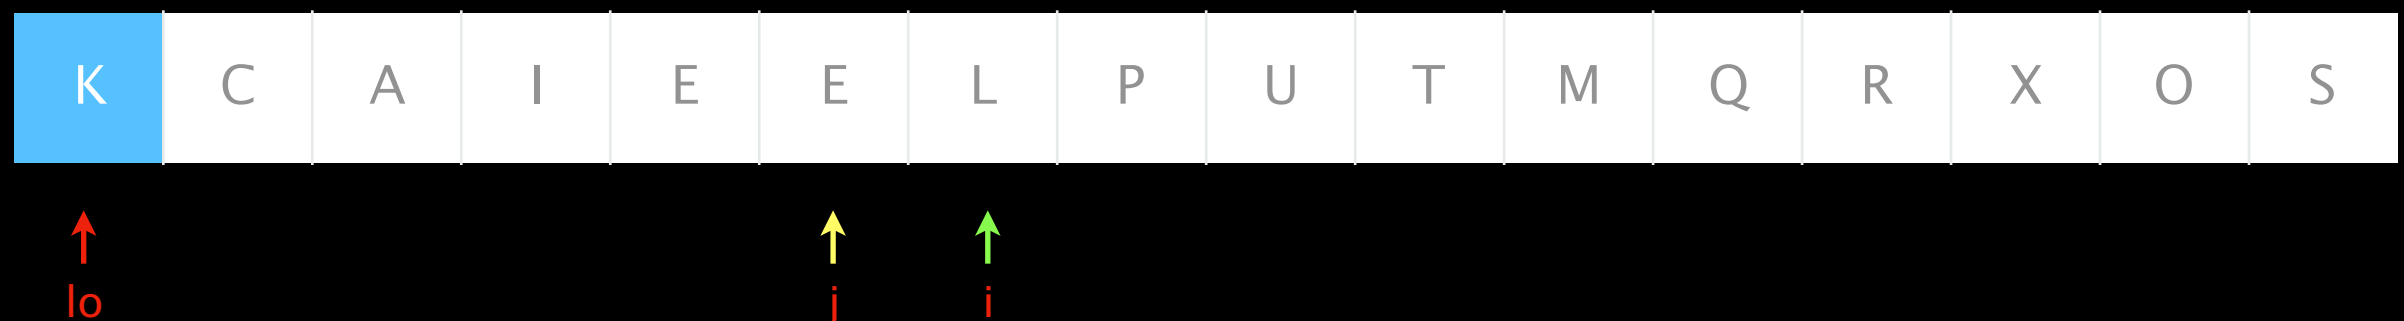 K C A I E E L P U T M Q R X O S
lo j i